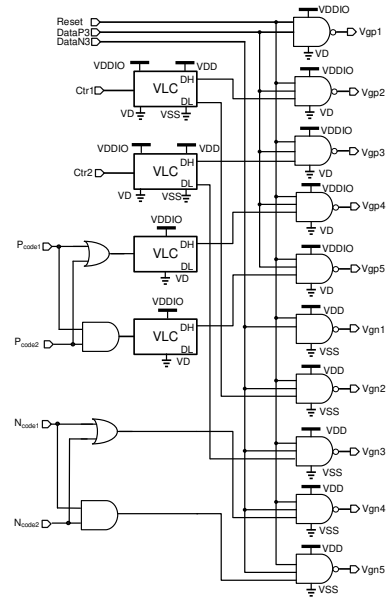 Reset
DataP3
DataN3
VDDIO
Vgp1
VD
VDDIO
VDD
Ctr1
VLC
DH
DL
VD
VSS
VDDIO
Vgp2
VD
VDDIO
VDD
Ctr2
VLC
DH
DL
VD
VSS
VDDIO
Vgp3
VD
VDDIO
Vgp4
VD
Pcode1
VDDIO
VLC
DH
DL
VD
VDDIO
Vgp5
VD
Pcode2
VDDIO
VLC
DH
DL
VD
VDD
Vgn1
VSS
VDD
Vgn2
VSS
Ncode1
VDD
Vgn3
VSS
VDD
Vgn4
VSS
Ncode2
VDD
Vgn5
VSS